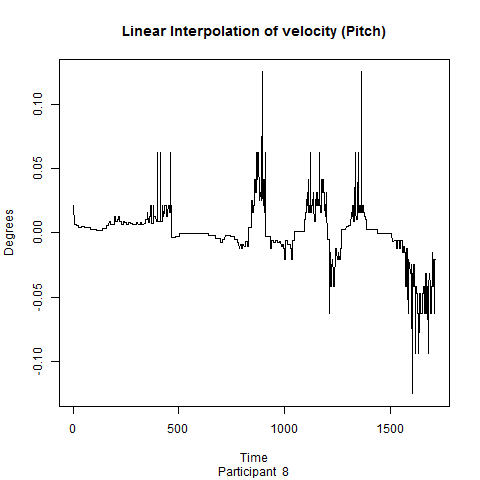 Linear Interpolation of velocity (Pitch)
Degrees
0.10
0.05
0.00
-0.05
-0.10
0 500 1000 1500
Time
Participant 8